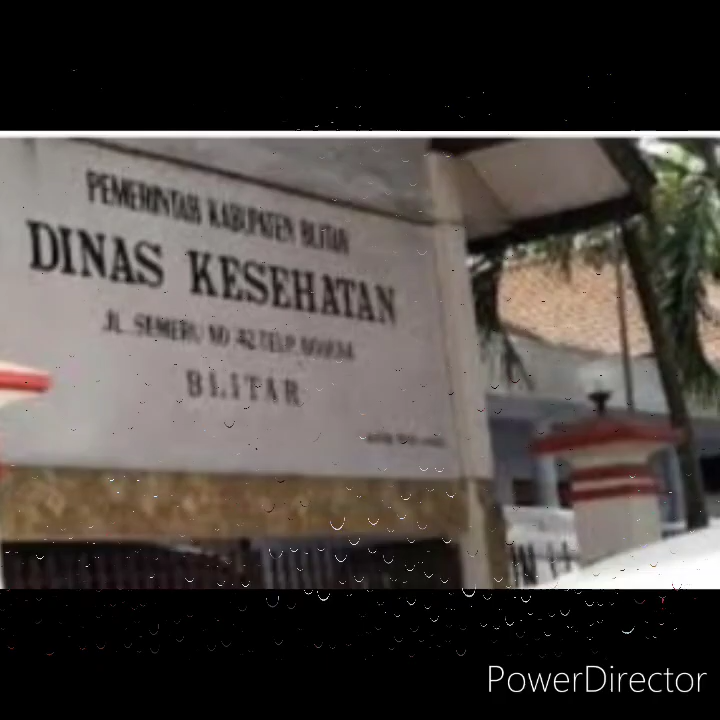 PEMERINTAH KABUPATEN BLITAR
DINAS KESEHATAN
JL. SEMERU NO 42 TELP.
BLITAR
PowerDirector